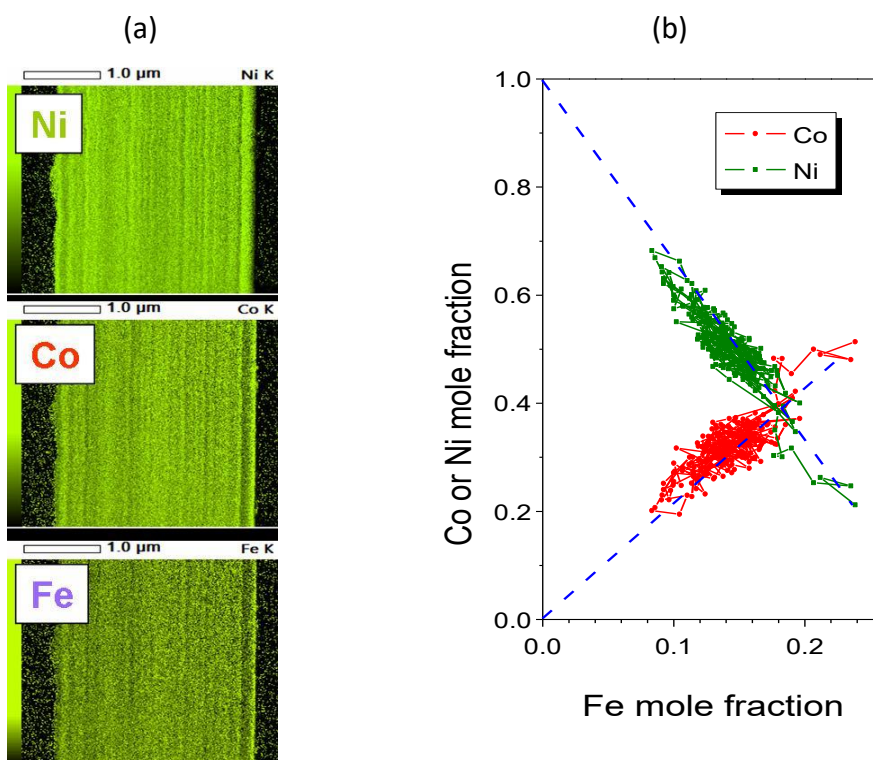 (a)
1.0 µm Ni K
Ni
1.0 µm Co K
Co
1.0 µm Fe K
Fe
(b)
1.0
0.8
0.6
0.4
0.2
0.0
0.0 0.1 0.2
Co or Ni mole fraction
Fe mole fraction
Co
Ni